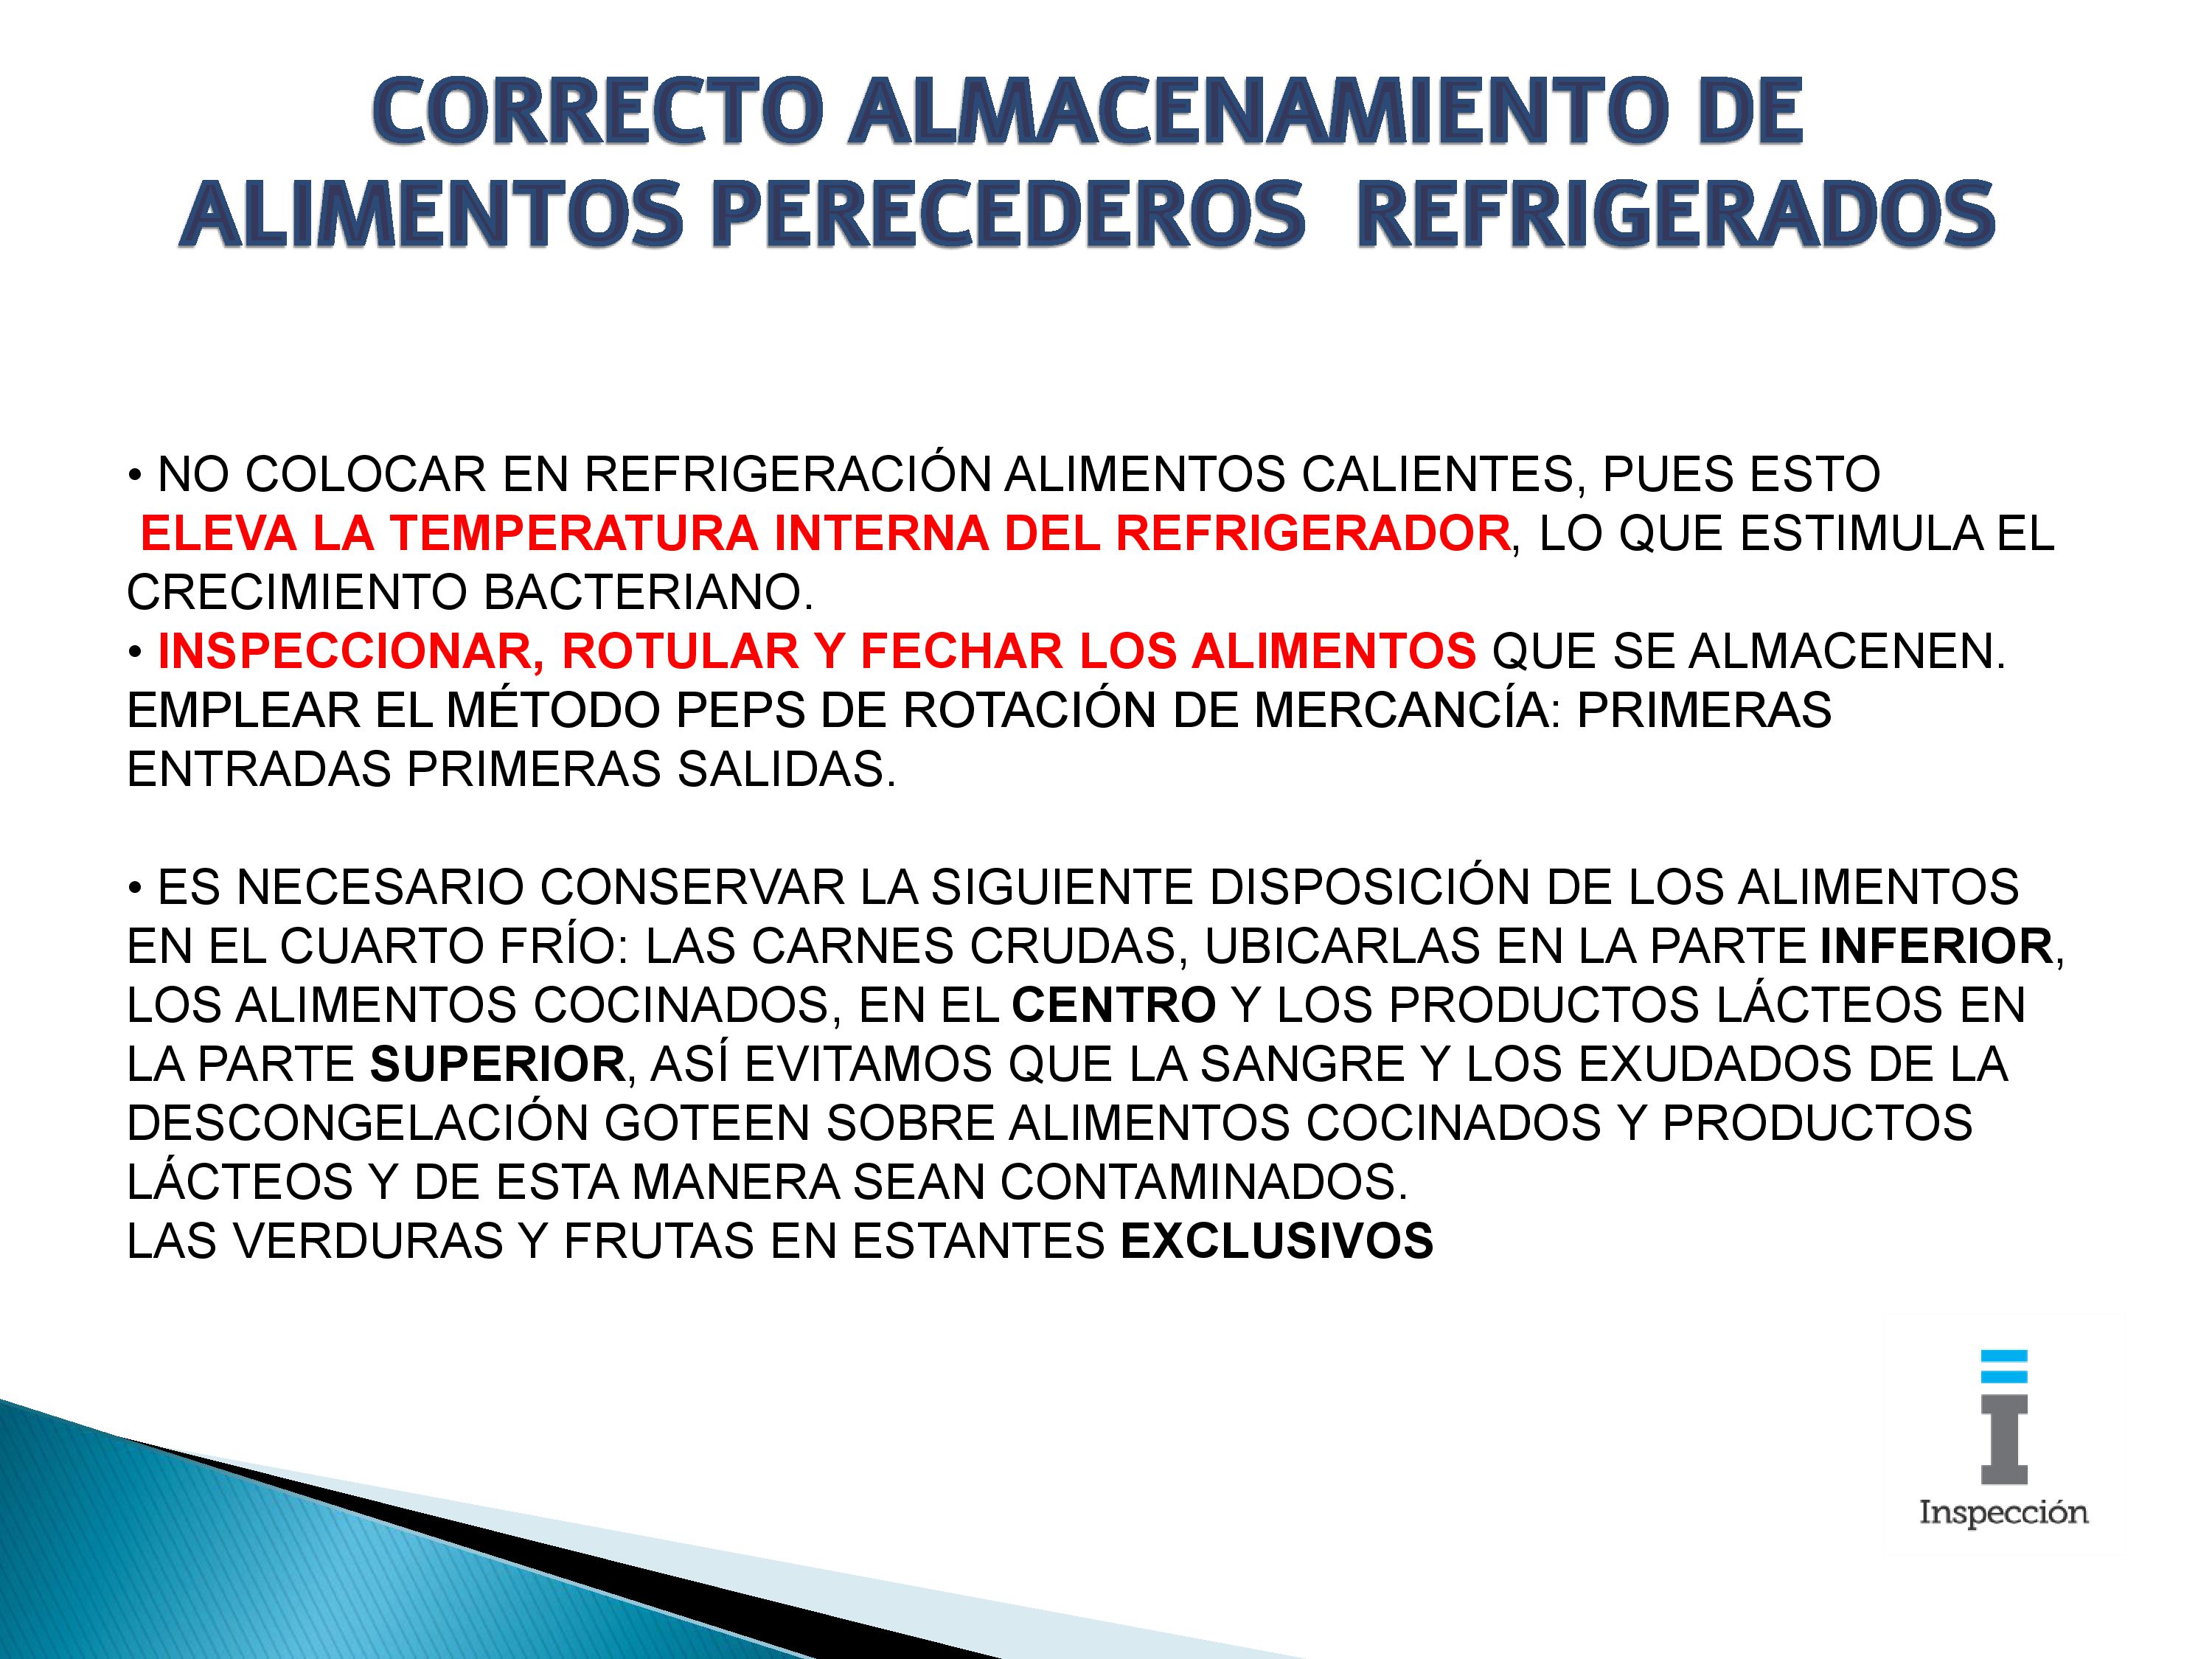 CORRECTO ALMACENAMIENTO DE
ALIMENTOS PERECEDEROS  REFRIGERADOS
• NO COLOCAR EN REFRIGERACIÓN ALIMENTOS CALIENTES, PUES ESTO
ELEVA LA TEMPERATURA INTERNA DEL REFRIGERADOR, LO QUE ESTIMULA EL
CRECIMIENTO BACTERIANO.
• INSPECCIONAR, ROTULAR Y FECHAR LOS ALIMENTOS QUE SE ALMACENEN.
EMPLEAR EL MÉTODO PEPS DE ROTACIÓN DE MERCANCÍA: PRIMERAS
ENTRADAS PRIMERAS SALIDAS.
• ES NECESARIO CONSERVAR LA SIGUIENTE DISPOSICIÓN DE LOS ALIMENTOS
EN EL CUARTO FRÍO: LAS CARNES CRUDAS, UBICARLAS EN LA PARTE INFERIOR,
LOS ALIMENTOS COCINADOS, EN EL CENTRO Y LOS PRODUCTOS LÁCTEOS EN
LA PARTE SUPERIOR, ASÍ EVITAMOS QUE LA SANGRE Y LOS EXUDADOS DE LA
DESCONGELACIÓN GOTEEN SOBRE ALIMENTOS COCINADOS Y PRODUCTOS
LÁCTEOS Y DE ESTA MANERA SEAN CONTAMINADOS.
LAS VERDURAS Y FRUTAS EN ESTANTES EXCLUSIVOS
Inspección